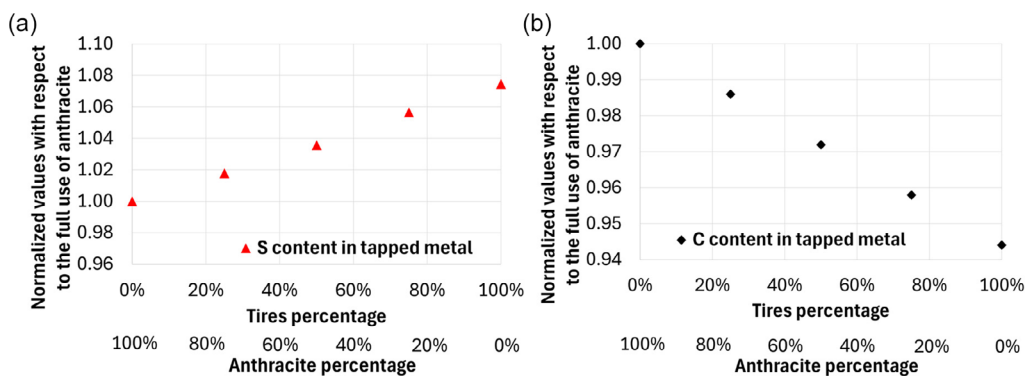 (a)
Normalized values with respect
to the full use of anthracite
1.10
1.08
1.06
1.04
1.02
1.00
0.98
0.96
S content in tapped metal
0% 20% 40% 60% 80% 100%
Tires percentage
100% 80% 60% 40% 20% 0%
Anthracite percentage
(b)
Normalized values with respect
to the full use of anthracite
1.00
0.99
0.98
0.97
0.96
0.95
0.94
C content in tapped metal
0% 20% 40% 60% 80% 100%
Tires percentage
100% 80% 60% 40% 20% 0%
Anthracite percentage